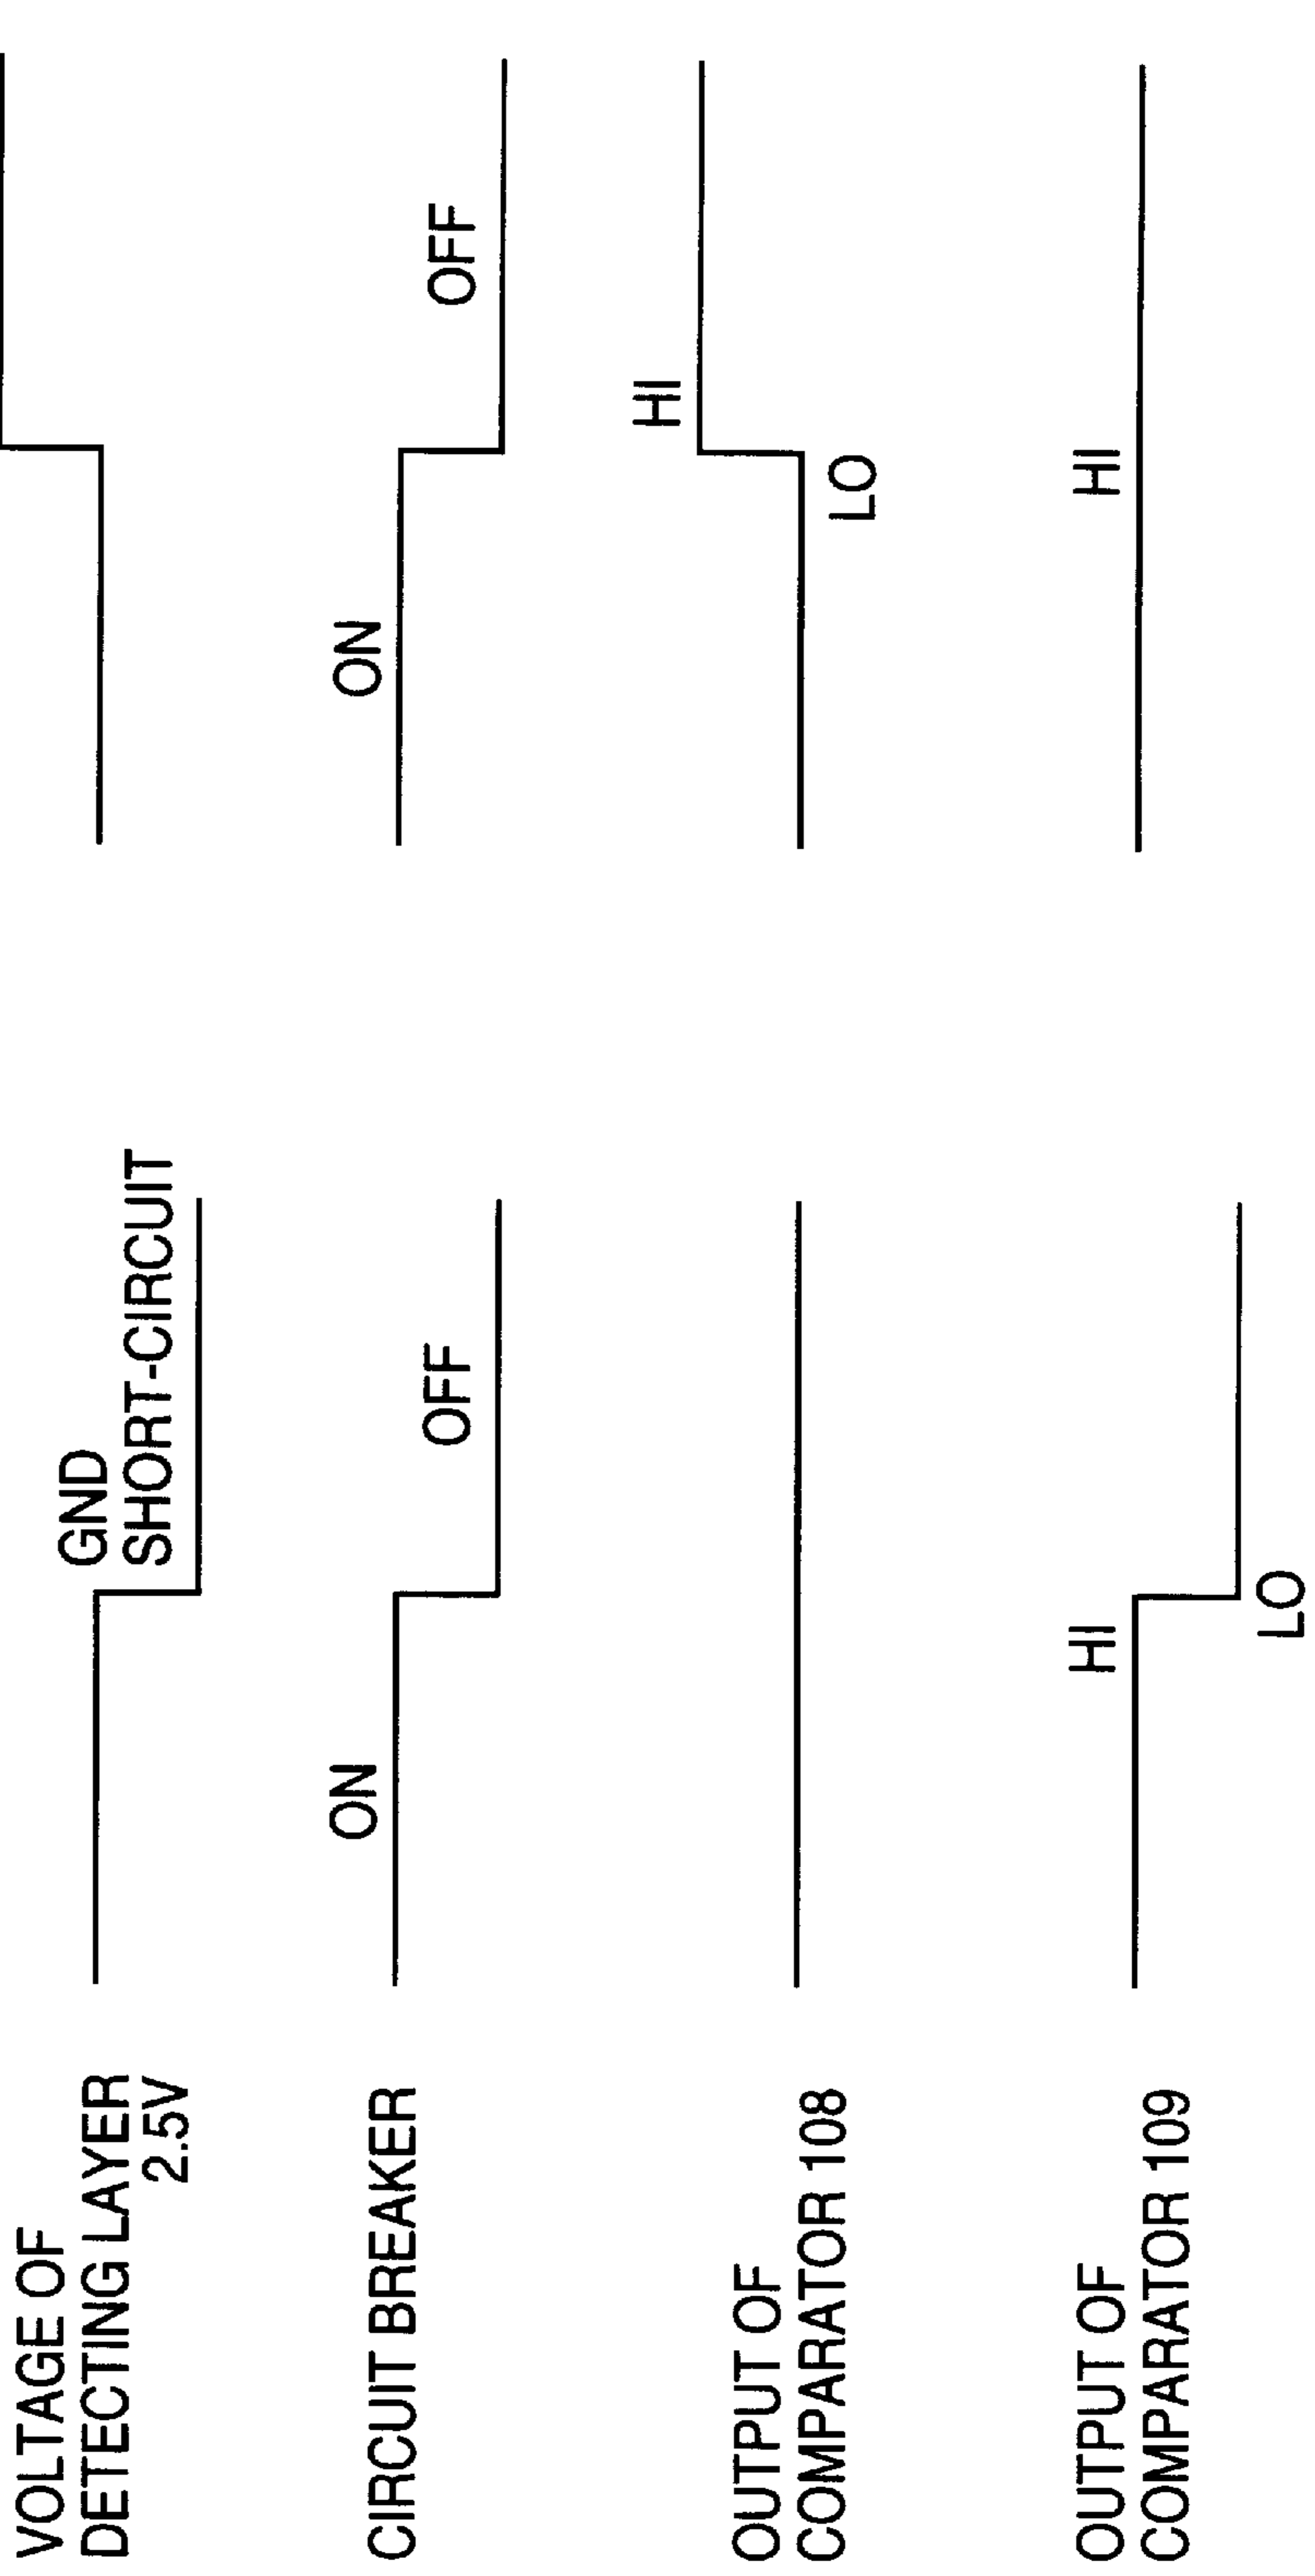 VOLTAGE OF
DETECTING LAYER
2.5V
GND
SHORT-CIRCUIT
CIRCUIT BREAKER
ON
OFF
ON
OFF
OUTPUT OF
COMPARATOR 108
HI
LO
OUTPUT OF
COMPARATOR 109
HI
LO
HI